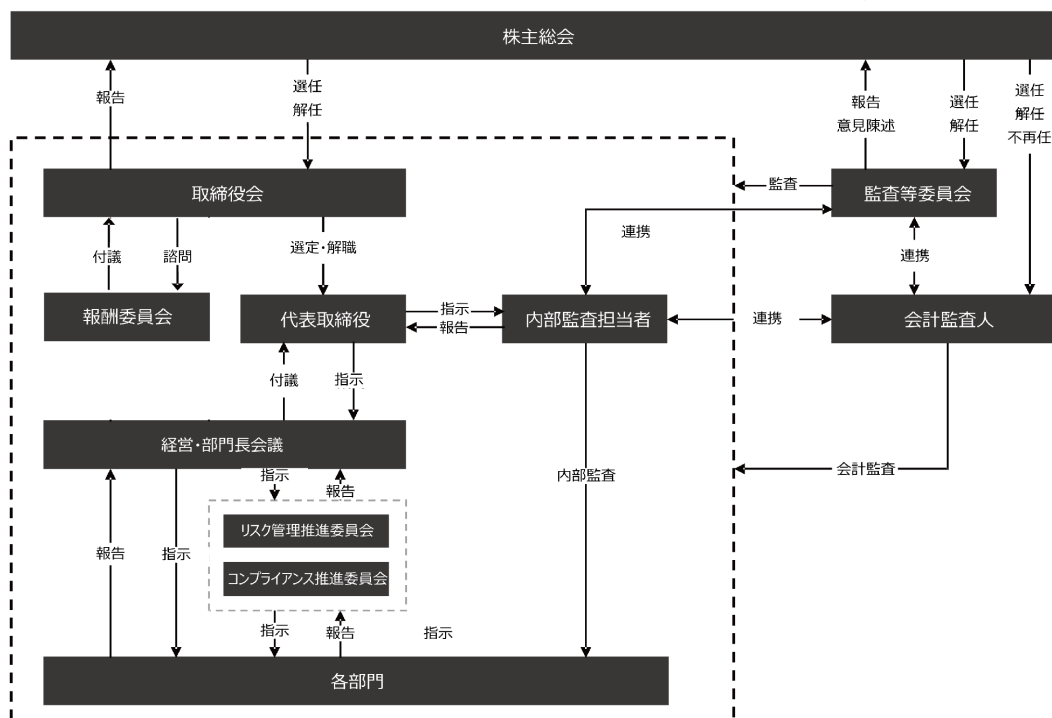 株主総会
報告
選任
解任
報告
意見陳述
選任
解任
選任
解任
不再任
取締役会
監査
監査等委員会
連携
付議
諮問
選定・解職
連携
報酬委員会
代表取締役
指示
報告
内部監査担当者
連携
会計監査人
付議
指示
経営・部門長会議
指示
報告
内部監査
会計監査
リスク管理推進委員会
報告
指示
コンプライアンス推進委員会
指示
報告
指示
各部門